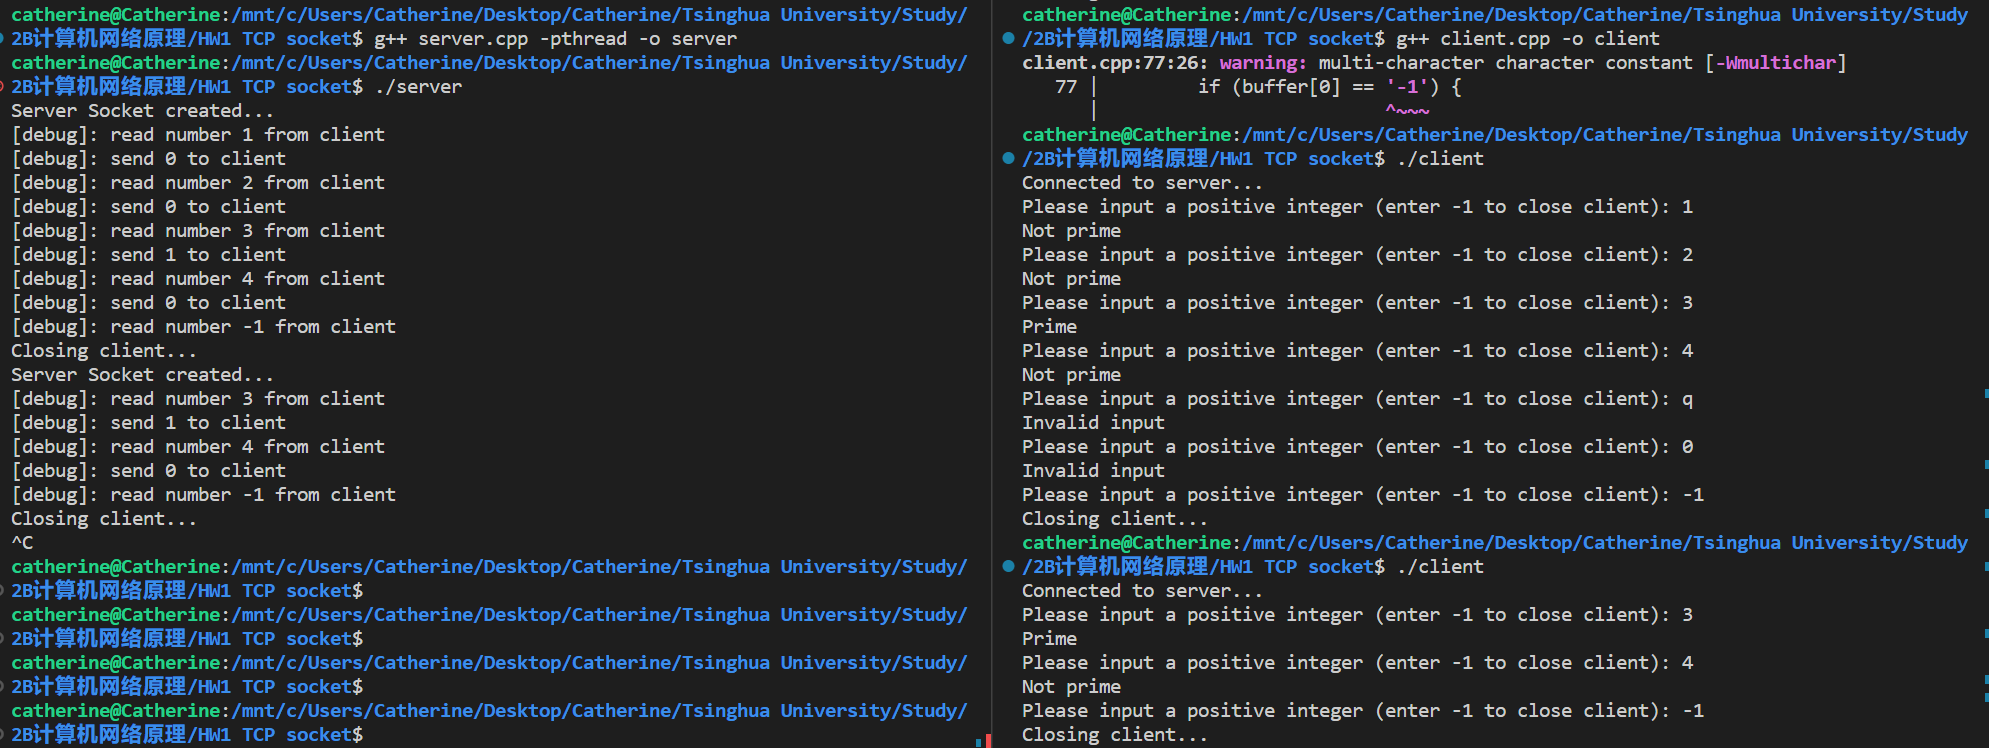 catherine@Catherine:/mnt/c/Users/Catherine/Desktop/Catherine/Tsinghua University/Study/
2B计算机网络原理/HW1 TCP socket$ g++ server.cpp -pthread -o server
catherine@Catherine:/mnt/c/Users/Catherine/Desktop/Catherine/Tsinghua University/Study/
2B计算机网络原理/HW1 TCP socket$ ./server
Server Socket created...
[debug]: read number 1 from client
[debug]: send 0 to client
[debug]: read number 2 from client
[debug]: send 0 to client
[debug]: read number 3 from client
[debug]: send 1 to client
[debug]: read number 4 from client
[debug]: send 0 to client
[debug]: read number -1 from client
Closing client...
Server Socket created...
[debug]: read number 3 from client
[debug]: send 1 to client
[debug]: read number 4 from client
[debug]: send 0 to client
[debug]: read number -1 from client
Closing client...
^C
catherine@Catherine:/mnt/c/Users/Catherine/Desktop/Catherine/Tsinghua University/Study/
2B计算机网络原理/HW1 TCP socket$
catherine@Catherine:/mnt/c/Users/Catherine/Desktop/Catherine/Tsinghua University/Study/
2B计算机网络原理/HW1 TCP socket$
catherine@Catherine:/mnt/c/Users/Catherine/Desktop/Catherine/Tsinghua University/Study/
2B计算机网络原理/HW1 TCP socket$
catherine@Catherine:/mnt/c/Users/Catherine/Desktop/Catherine/Tsinghua University/Study/
2B计算机网络原理/HW1 TCP socket$
catherine@Catherine:/mnt/c/Users/Catherine/Desktop/Catherine/Tsinghua University/Study
/2B计算机网络原理/HW1 TCP socket$ g++ client.cpp -o client
client.cpp:77:26: warning: multi-character character constant [-Wmultichar]
77 |         if (buffer[0] == '-1') {
|                          ^~~~
catherine@Catherine:/mnt/c/Users/Catherine/Desktop/Catherine/Tsinghua University/Study
/2B计算机网络原理/HW1 TCP socket$ ./client
Connected to server...
Please input a positive integer (enter -1 to close client): 1
Not prime
Please input a positive integer (enter -1 to close client): 2
Not prime
Please input a positive integer (enter -1 to close client): 3
Prime
Please input a positive integer (enter -1 to close client): 4
Not prime
Please input a positive integer (enter -1 to close client): q
Invalid input
Please input a positive integer (enter -1 to close client): 0
Invalid input
Please input a positive integer (enter -1 to close client): -1
Closing client...
catherine@Catherine:/mnt/c/Users/Catherine/Desktop/Catherine/Tsinghua University/Study
/2B计算机网络原理/HW1 TCP socket$ ./client
Connected to server...
Please input a positive integer (enter -1 to close client): 3
Prime
Please input a positive integer (enter -1 to close client): 4
Not prime
Please input a positive integer (enter -1 to close client): -1
Closing client...